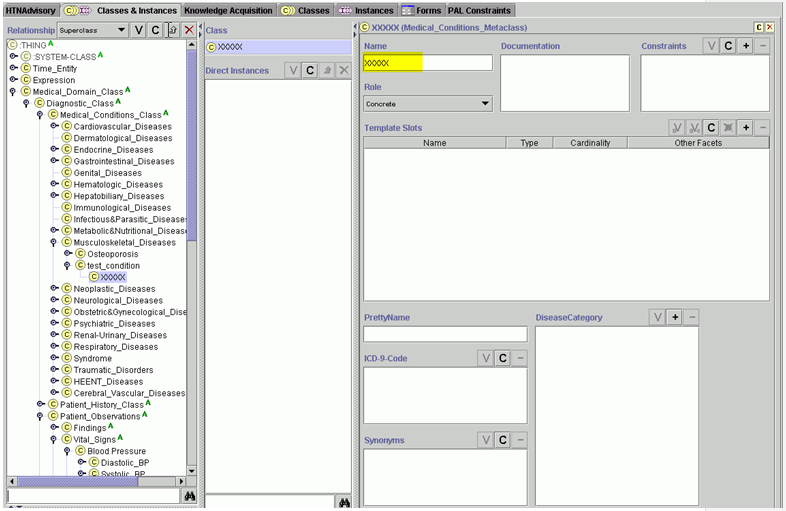 HTNAdvisory Classes & Instances Knowledge Acquisition Classes Instances Forms PAL Constraints
Relationship Superclass V C X
:THING A
:SYSTEM-CLASS A
Time_Entity
Expression
Medical_Domain_Class A
Diagnostic_Class A
Medical_Conditions_Class A
Cardiovascular_Diseases
Dermatological_Diseases
Endocrine_Diseases
Gastrointestinal_Diseases
Genital_Diseases
Hematologic_Diseases
Hepatobiliary_Diseases
Immunological_Diseases
Infectious&Parasitic_Diseases
Metabolic&Nutritional_Disea
Musculoskeletal_Diseases
Osteoporosis
test_condition
XXXXX
Neoplastic_Diseases
Neurological_Diseases
Obstetric&Gynecological_Dise
Psychiatric_Diseases
Renal-Urinary_Diseases
Respiratory_Diseases
Syndrome
Traumatic_Disorders
HEENT_Diseases
Cerebral_Vascular_Diseases
Patient_History_Class A
Patient_Observations A
Findings A
Vital_Signs A
Blood Pressure
Diastolic_BP
Systolic_BP
Class
C XXXXX
Direct Instances V C X
C XXXXX (Medical_Conditions_Metaclass) C X
Name
XXXXX
Documentation
Constraints V C + −
Role
Concrete
Template Slots V V C + −
Name Type Cardinality Other Facets
PrettyName
ICD-9-Code V C −
Synonyms V C −
DiseaseCategory V + −